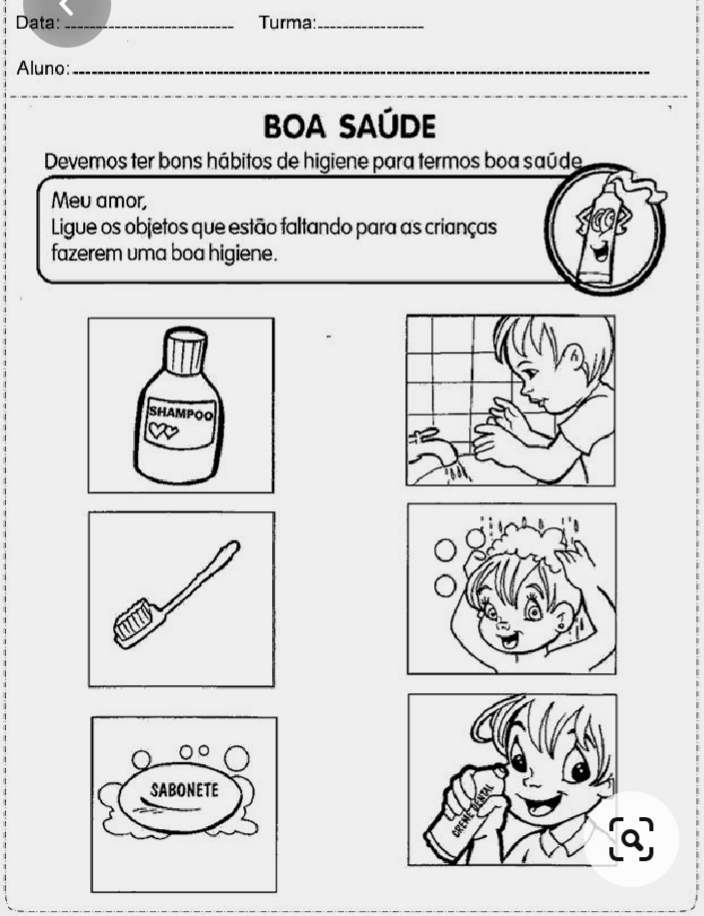 Data:
Turma:
Aluno:
BOA SAÚDE
Devemos ter bons hábitos de higiene para termos boa saúde
Meu amor,
Ligue os objetos que estão faltando para as crianças
fazerem uma boa higiene.
SHAMPOO
SABONETE
CREME DENTAL